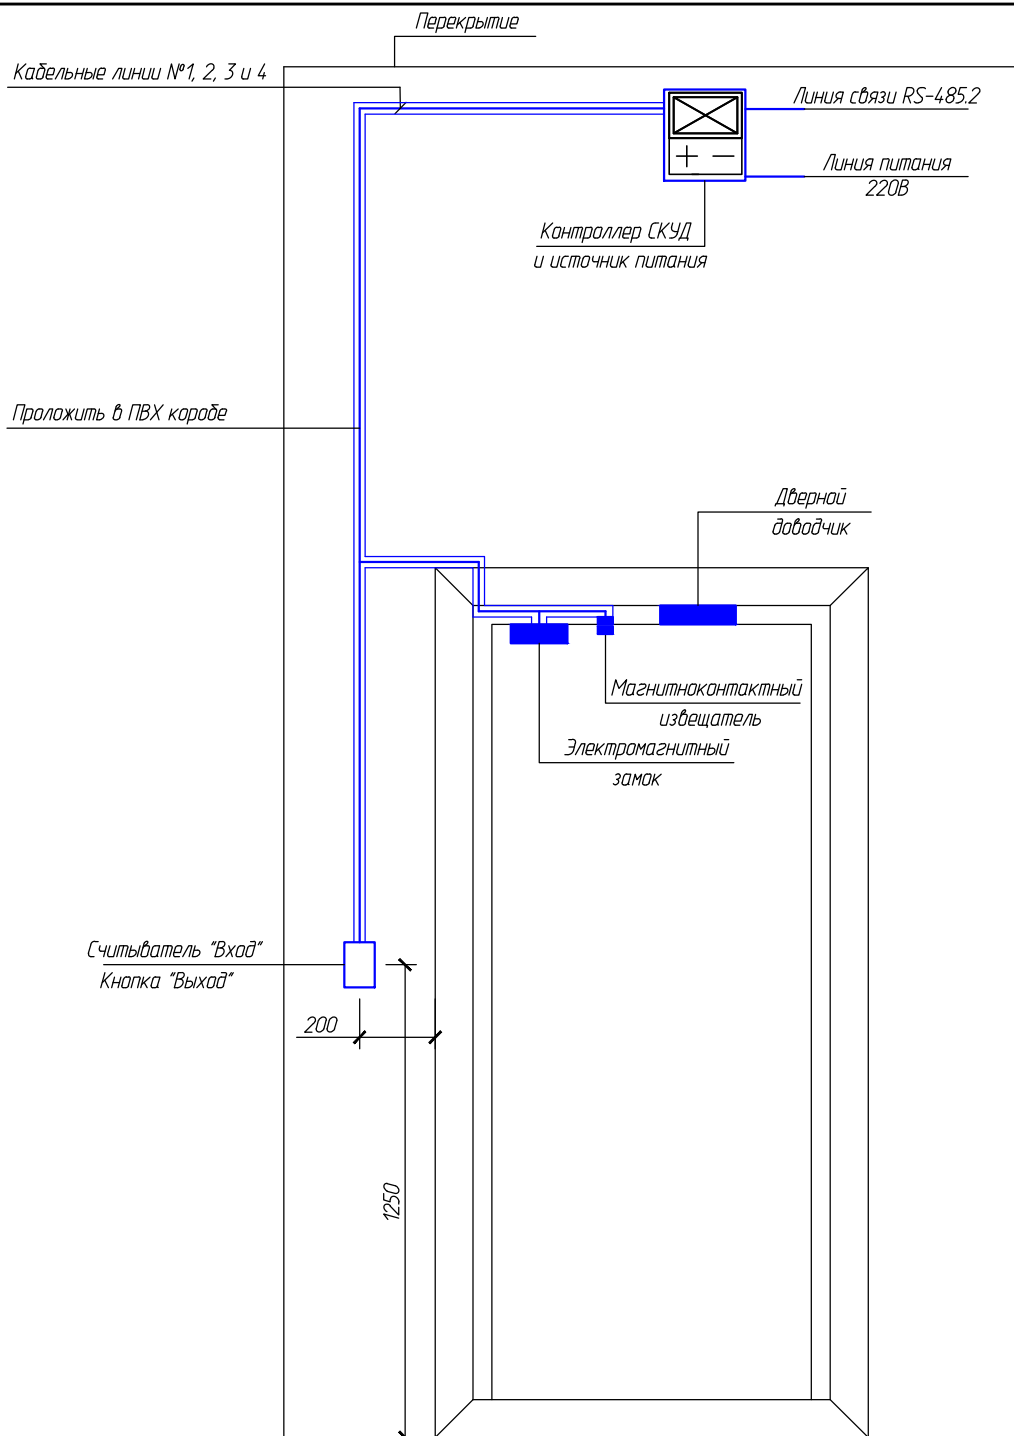 Перекрытие
Кабельные линии №1, 2, 3 и 4
Линия связи RS-485.2
Линия питания
220В
Контроллер СКУД
и источник питания
Проложить в ПВХ коробе
Дверной
доводчик
Магнитноконтактный
извещатель
Электромагнитный
замок
Считыватель "Вход"
Кнопка "Выход"
200
1250